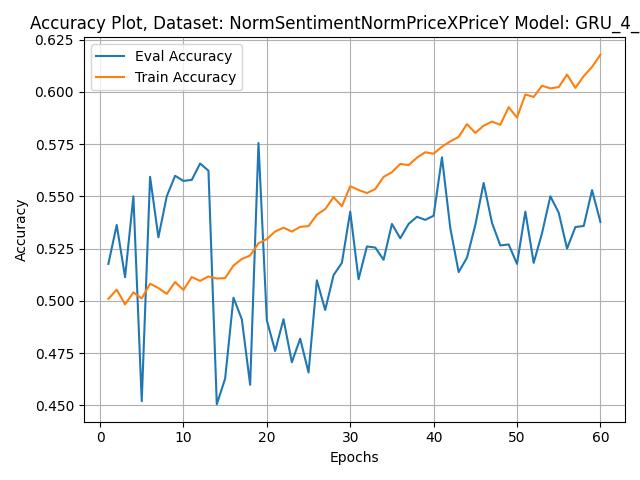 Accuracy Plot, Dataset: NormSentimentNormPriceXPriceY Model: GRU_4_
0.625
0.600
0.575
0.550
0.525
0.500
0.475
0.450
Accuracy
Eval Accuracy
Train Accuracy
0 10 20 30 40 50 60
Epochs